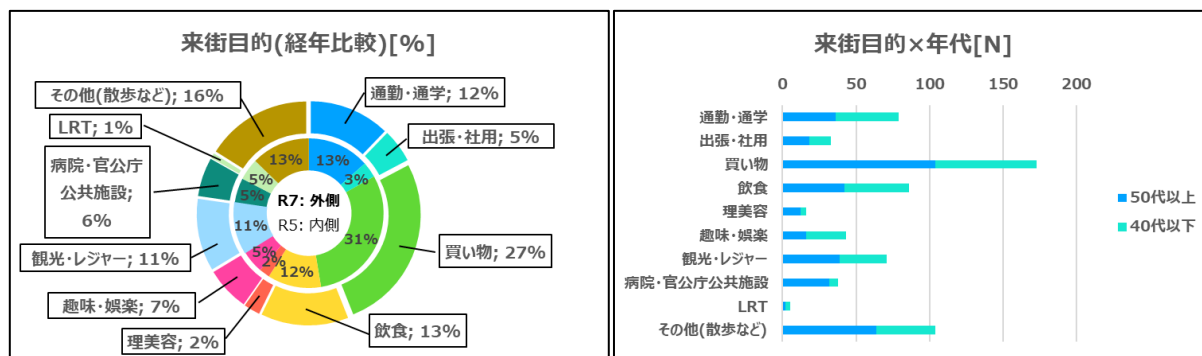 来街目的(経年比較)[%]
その他(散歩など); 16%
通勤・通学; 12%
LRT; 1%
出張・社用; 5%
病院・官公庁
公共施設;
6%
観光・レジャー; 11%
買い物; 27%
趣味・娯楽; 7%
理美容; 2%
飲食; 13%
13%
13%
3%
5%
5%
31%
11%
5%
2%
12%
R7: 外側
R5: 内側
来街目的×年代[N]
0 50 100 150 200
通勤・通学
出張・社用
買い物
飲食
理美容
趣味・娯楽
観光・レジャー
病院・官公庁公共施設
LRT
その他(散歩など)
50代以上
40代以下